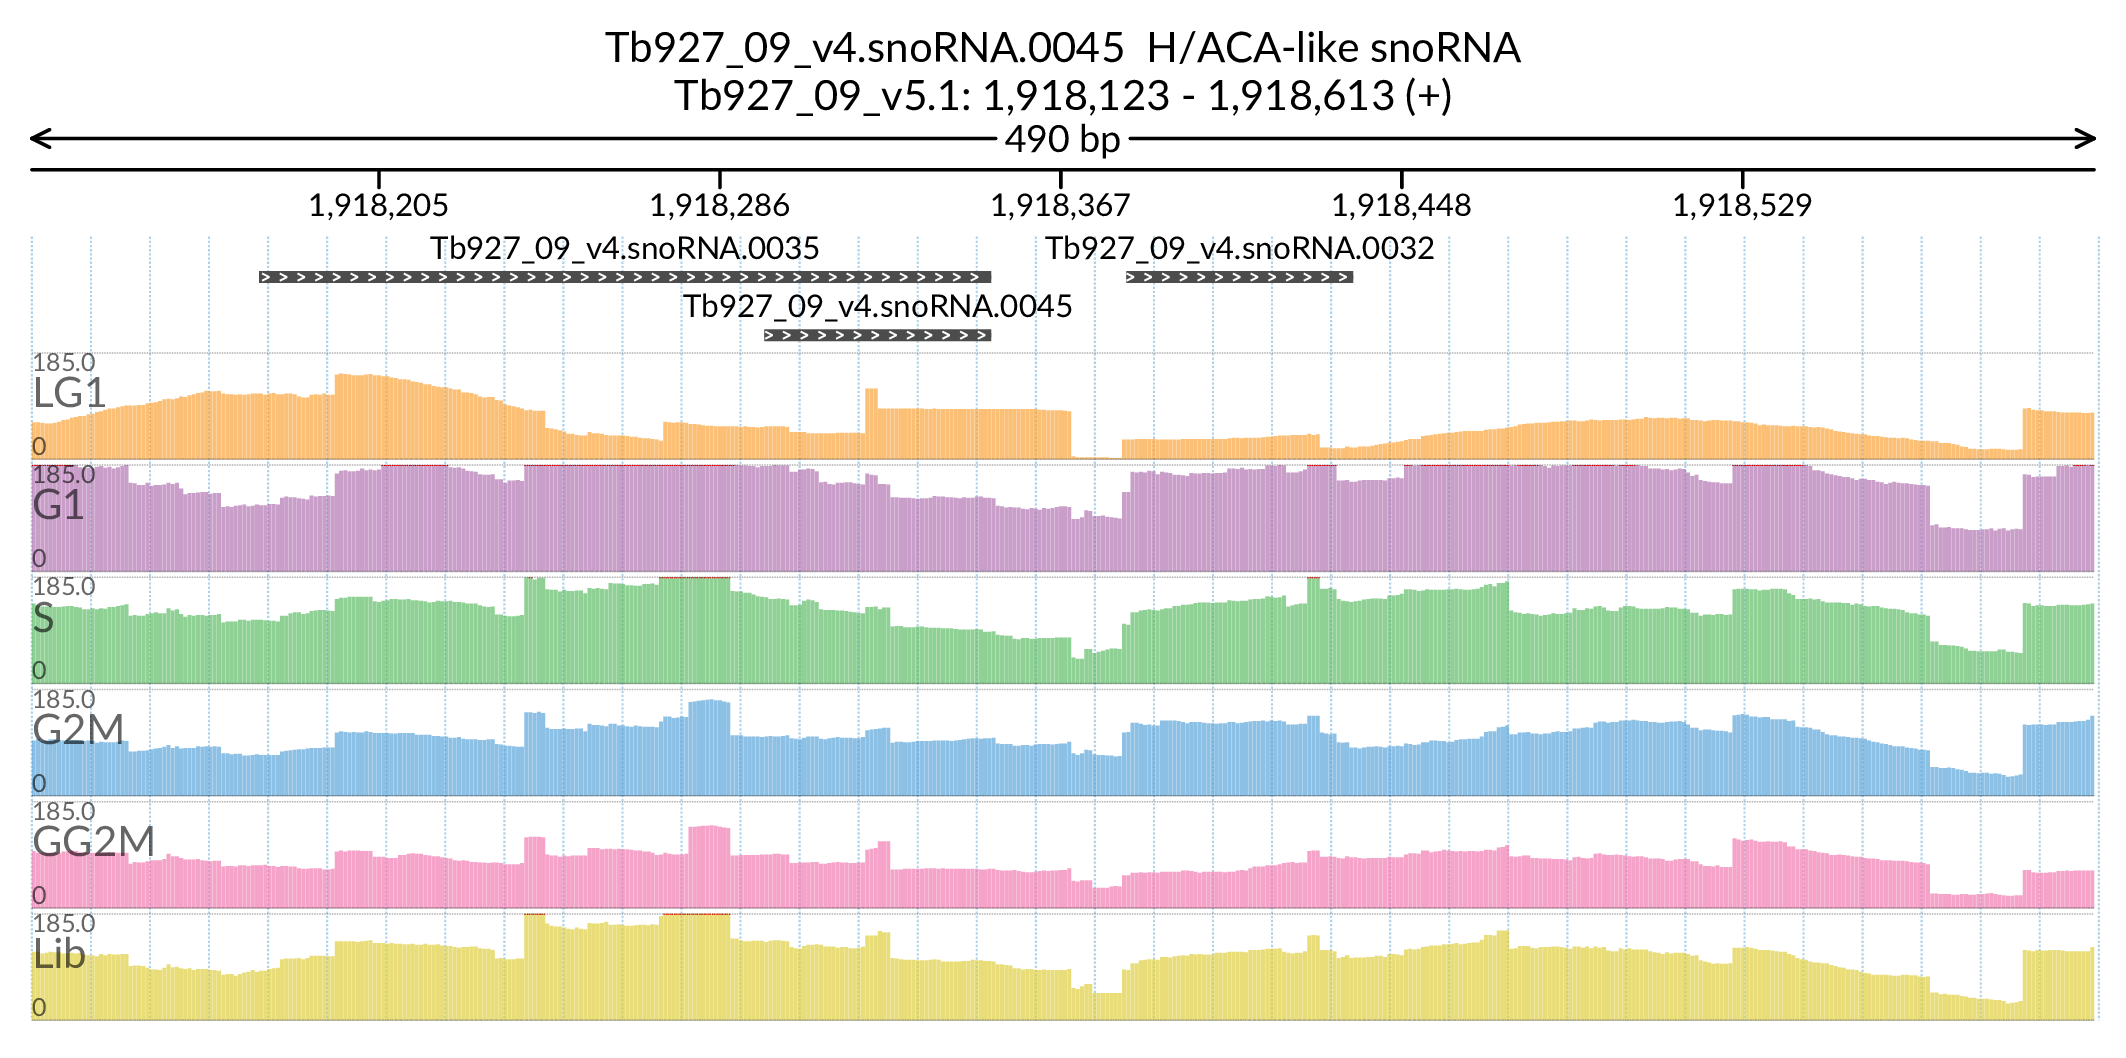 Tb927_09_v4.snoRNA.0045 H/ACA-like snoRNA
Tb927_09_v5.1: 1,918,123 - 1,918,613 (+)
490 bp
1,918,205 1,918,286 1,918,367 1,918,448 1,918,529
Tb927_09_v4.snoRNA.0035 Tb927_09_v4.snoRNA.0032
Tb927_09_v4.snoRNA.0045
185.0
LG1
0
185.0
G1
0
185.0
S
0
185.0
G2M
0
185.0
GG2M
0
185.0
Lib
0